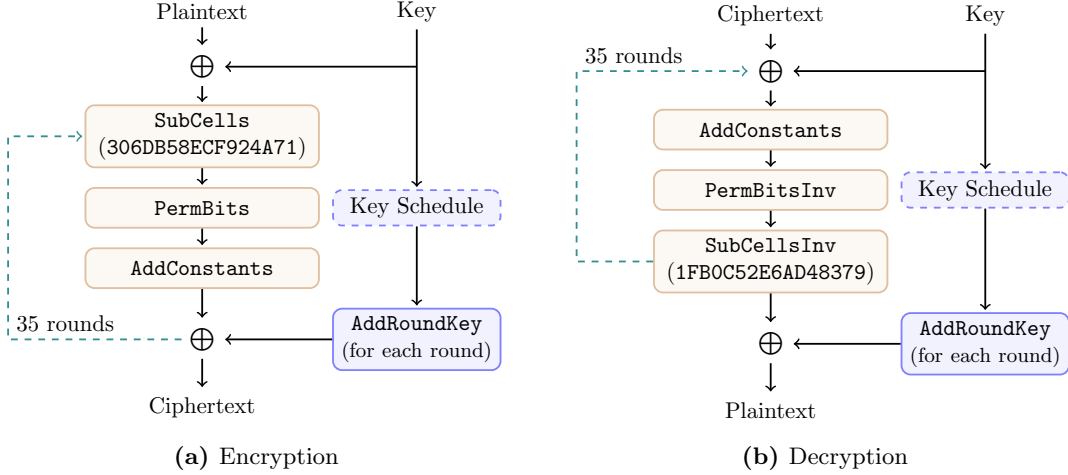 Plaintext
Key
SubCells
(306DB58ECF924A71)
PermBits
Key Schedule
AddConstants
35 rounds
AddRoundKey
(for each round)
Ciphertext
(a) Encryption
Ciphertext
Key
35 rounds
AddConstants
PermBitsInv
Key Schedule
SubCellsInv
(1FB0C52E6AD48379)
AddRoundKey
(for each round)
Plaintext
(b) Decryption